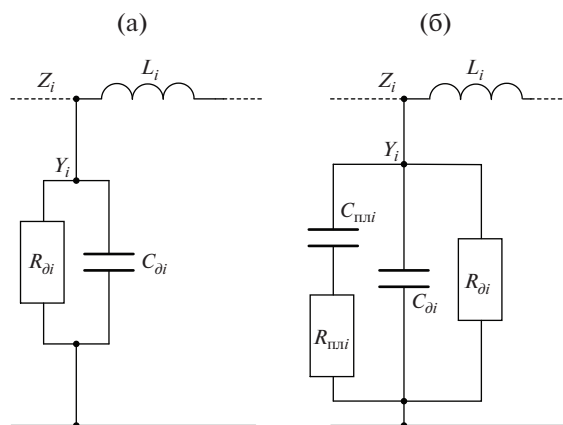 (а) (б)
Z_i L_i Z_i L_i
Y_i Y_i
C_плi
R_∂i C_∂i C_∂i R_∂i
R_плi